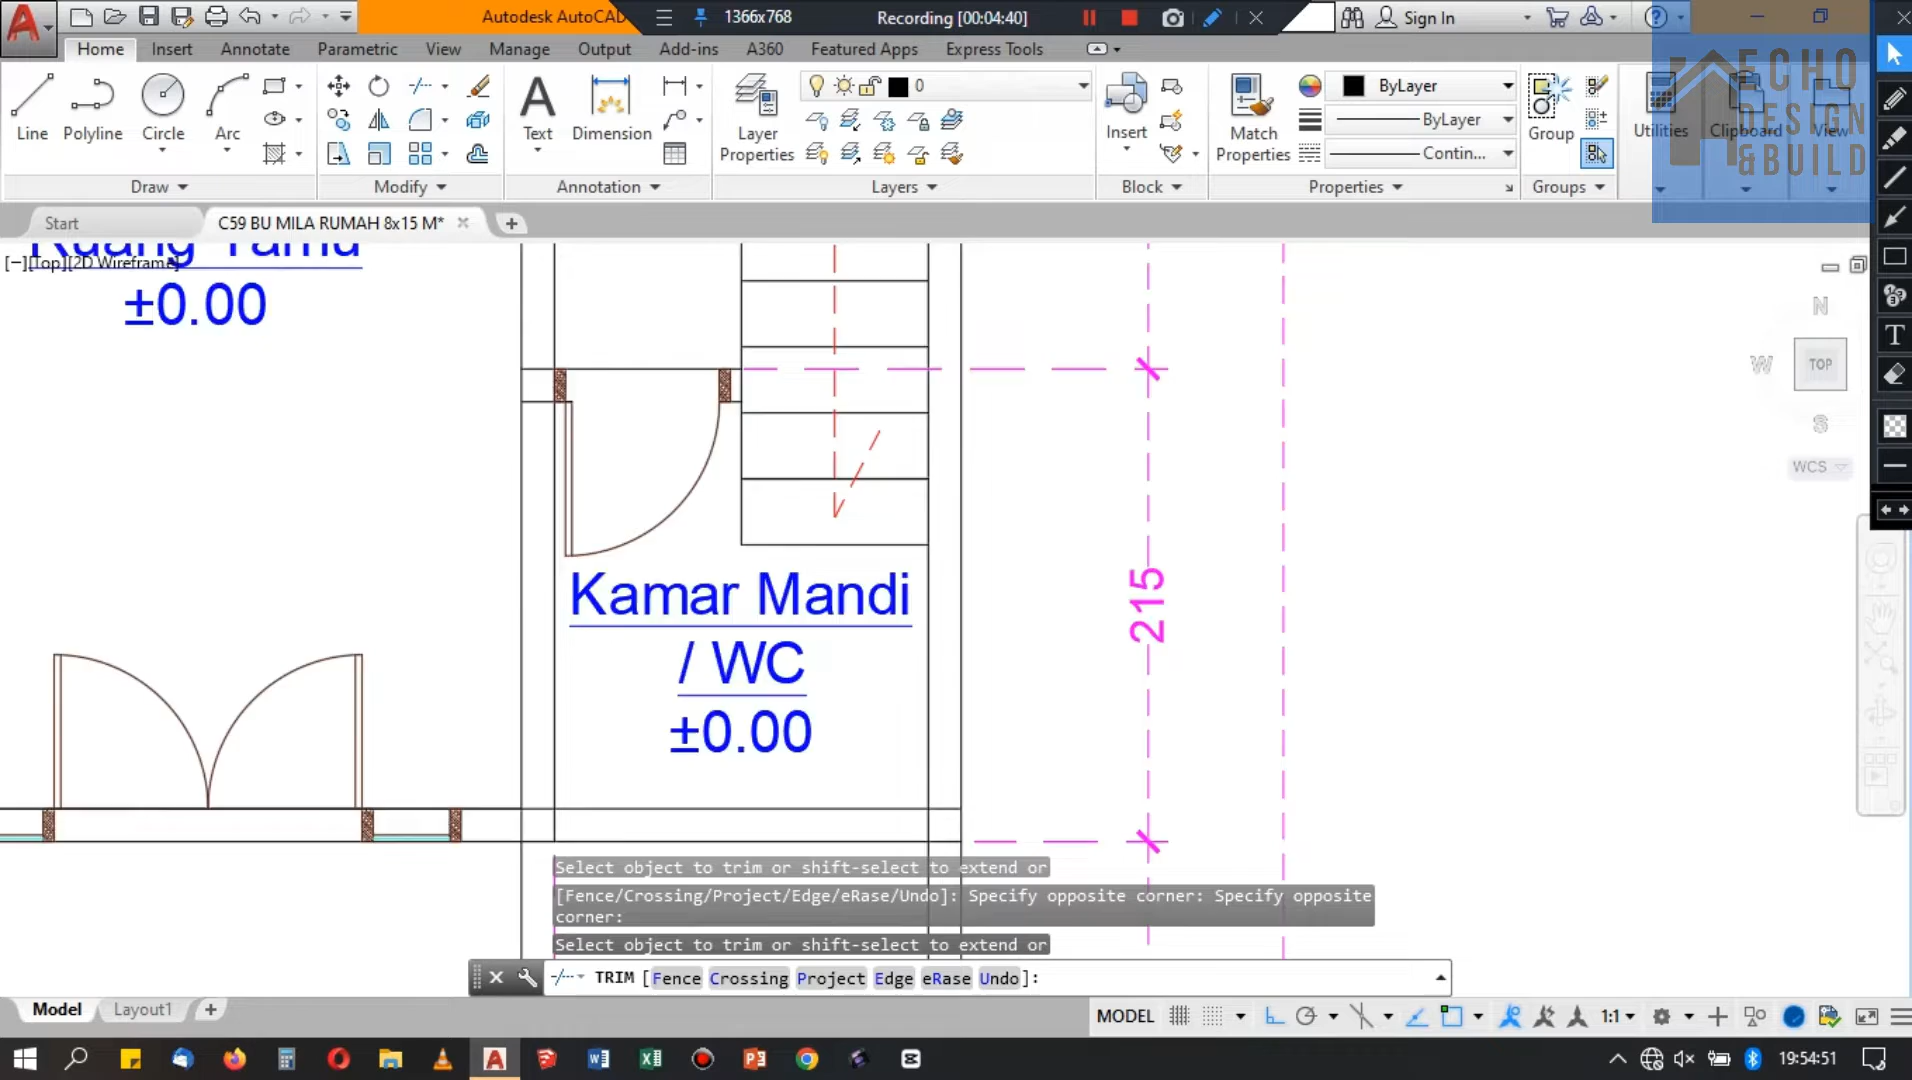 Autodesk AutoCAD
1366x768
Recording [00:04:40]
Sign In
Home
Insert
Annotate
Parametric
View
Manage
Output
Add-ins
A360
Featured Apps
Express Tools
Line
Polyline
Circle
Arc
Text
Dimension
Layer
Properties
0
Insert
Match
Properties
ByLayer
ByLayer
Contin...
Group
Utilities
Clipboard
View
ECHO
DESIGN
&BUILD
Draw
Modify
Annotation
Layers
Block
Properties
Groups
Start
C59 BU MILA RUMAH 8x15 M*
Ruang Tamu
[−][Top][2D Wireframe]
±0.00
N
W
TOP
S
WCS
T
Kamar Mandi
/ WC
±0.00
215
Select object to trim or shift-select to extend or
[Fence/Crossing/Project/Edge/eRase/Undo]: Specify opposite corner: Specify opposite
corner:
Select object to trim or shift-select to extend or
TRIM [Fence Crossing Project Edge eRase Undo]:
Model
Layout1
MODEL
1:1
19:54:51